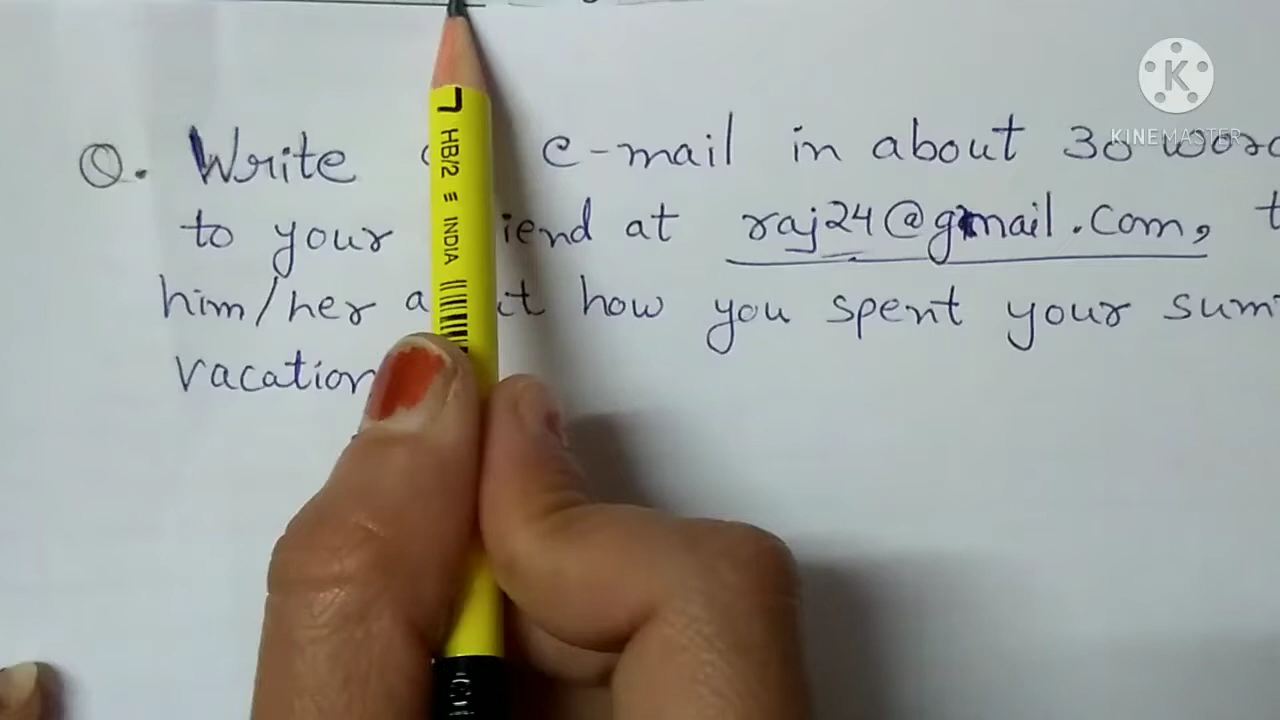 Q. Write e-mail in about 30
to your at raj24@gmail.com,
him/her how you spent your
vacation
7 HB/2 INDIA
K
KINEMASTER